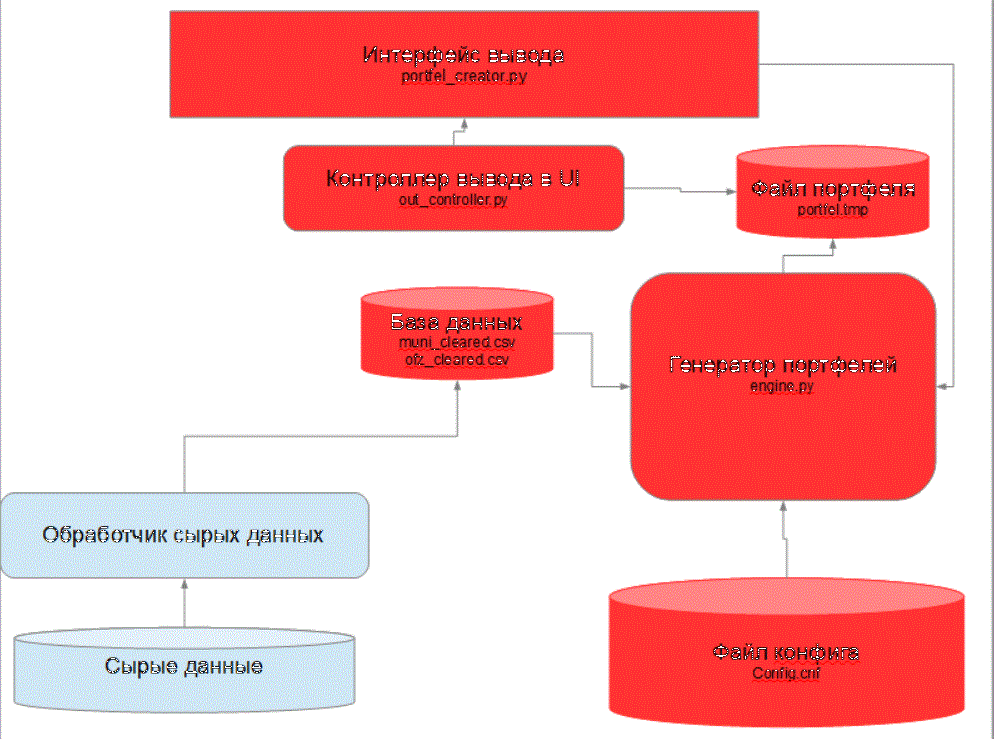 Интерфейс вывода
portfel_creator.py
Контроллер вывода в UI
out_controller.py
Файл портфеля
portfel.tmp
База данных
muni_cleared.csv
ofz_cleared.csv
Генератор портфелей
engine.py
Обработчик сырых данных
Сырые данные
Файл конфига
Config.cnf